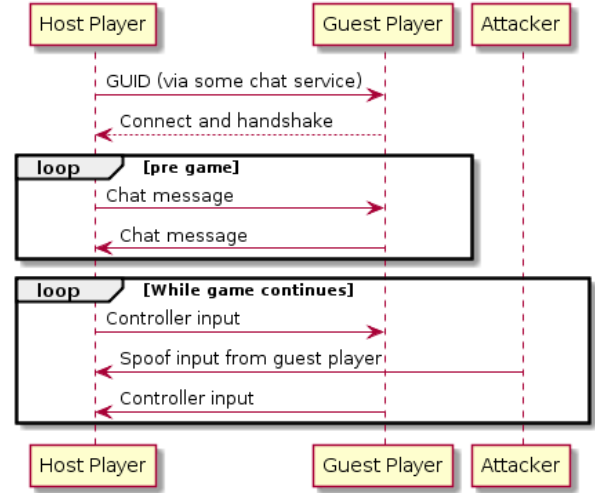 Host Player Guest Player Attacker
GUID (via some chat service)
Connect and handshake
loop [pre game]
Chat message
Chat message
loop [While game continues]
Controller input
Spoof input from guest player
Controller input
Host Player Guest Player Attacker